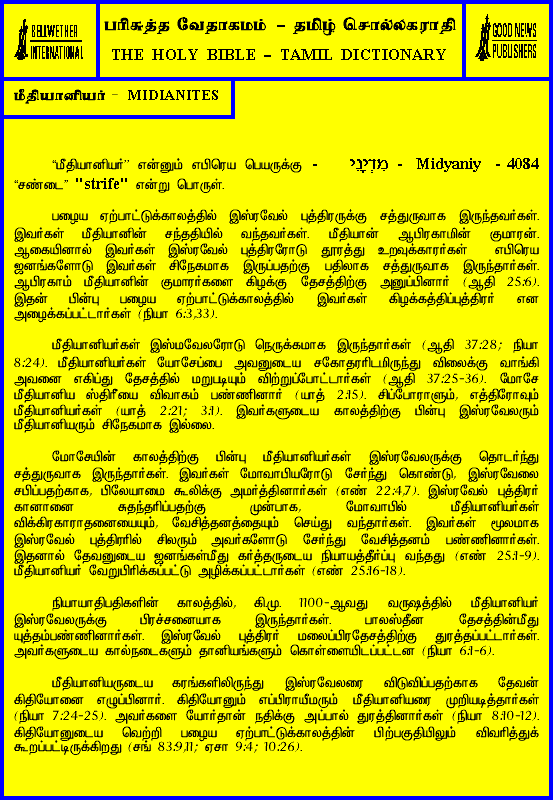 BELLWETHER
INTERNATIONAL
பரிசுத்த வேதாகமம் – தமிழ் சொல்லகராதி
THE HOLY BIBLE – TAMIL DICTIONARY
GOOD NEWS
PUBLISHERS
மீதியானியர் - MIDIANITES
“மீதியானியர்” என்னும் எபிரெய பெயருக்கு - מִדְיָנִי - Midyaniy - 4084
“சண்டை” "strife" என்று பொருள்.
பழைய ஏற்பாட்டுக்காலத்தில் இஸ்ரவேல் புத்திரருக்கு சத்துருவாக இருந்தவர்கள்.
இவர்கள் மீதியானின் சந்ததியில் வந்தவர்கள். மீதியான் ஆபிரகாமின் குமாரன்.
ஆகையினால் இவர்கள் இஸ்ரவேல் புத்திரரோடு தூரத்து உறவுக்காரர்கள் எபிரெய
ஜனங்களோடு இவர்கள் சிநேகமாக இருப்பதற்கு பதிலாக சத்துருவாக இருந்தார்கள்.
ஆபிரகாம் மீதியானின் குமாரர்களை கிழக்கு தேசத்திற்கு அனுப்பினார் (ஆதி 25:6).
இதன் பின்பு பழைய ஏற்பாட்டுக்காலத்தில் இவர்கள் கிழக்கத்திப்புத்திரர் என
அழைக்கப்பட்டார்கள் (நியா 6:3,33).
மீதியானியர்கள் இஸ்மவேலரோடு நெருக்கமாக இருந்தார்கள் (ஆதி 37:28; நியா
8:24). மீதியானியர்கள் யோசேப்பை அவனுடைய சகோதரரிடமிருந்து விலைக்கு வாங்கி
அவனை எகிப்து தேசத்தில் மறுபடியும் விற்றுப்போட்டார்கள் (ஆதி 37:25-36). மோசே
மீதியானிய ஸ்திரீயை விவாகம் பண்ணினார் (யாத் 2:15). சிப்போராளும், எத்திரோவும்
மீதியானியர்கள் (யாத் 2:21; 3:1). இவர்களுடைய காலத்திற்கு பின்பு இஸ்ரவேலரும்
மீதியானியரும் சிநேகமாக இல்லை.
மோசேயின் காலத்திற்கு பின்பு மீதியானியர்கள் இஸ்ரவேலருக்கு தொடர்ந்து
சத்துருவாக இருந்தார்கள். இவர்கள் மோவாபியரோடு சேர்ந்து கொண்டு, இஸ்ரவேலை
சபிப்பதற்காக, பிலேயாமை கூலிக்கு அமர்த்தினார்கள் (எண் 22:4,7). இஸ்ரவேல் புத்திரர்
கானானை சுதந்தரிப்பதற்கு முன்பாக, மோவாபில் மீதியானியர்கள்
விக்கிரகாராதனையையும், வேசித்தனத்தையும் செய்து வந்தார்கள். இவர்கள் மூலமாக
இஸ்ரவேல் புத்திரரில் சிலரும் அவர்களோடு சேர்ந்து வேசித்தனம் பண்ணினார்கள்.
இதனால் தேவனுடைய ஜனங்கள்மீது கர்த்தருடைய நியாயத்தீர்ப்பு வந்தது (எண் 25:1-9).
மீதியானியர் வேறுபிரிக்கப்பட்டு அழிக்கப்பட்டார்கள் (எண் 25:16-18).
நியாயாதிபதிகளின் காலத்தில், கி.மு. 1100-ஆவது வருஷத்தில் மீதியானியர்
இஸ்ரவேலருக்கு பிரச்சனையாக இருந்தார்கள். பாலஸ்தீன தேசத்தின்மீது
யுத்தம்பண்ணினார்கள். இஸ்ரவேல் புத்திரர் மலைப்பிரதேசத்திற்கு துரத்தப்பட்டார்கள்.
அவர்களுடைய கால்நடைகளும் தானியங்களும் கொள்ளையிடப்பட்டன (நியா 6:1-6).
மீதியானியருடைய கரங்களிலிருந்து இஸ்ரவேலரை விடுவிப்பதற்காக தேவன்
கிதியோனை எழுப்பினார். கிதியோனும் எப்பிராயீமரும் மீதியானியரை முறியடித்தார்கள்
(நியா 7:24-25). அவர்களை யோர்தான் நதிக்கு அப்பால் துரத்தினார்கள் (நியா 8:10-12).
கிதியோனுடைய வெற்றி பழைய ஏற்பாட்டுக்காலத்தின் பிற்பகுதியிலும் விவரித்துக்
கூறப்பட்டிருக்கிறது (சங் 83:9,11; ஏசா 9:4; 10:26).